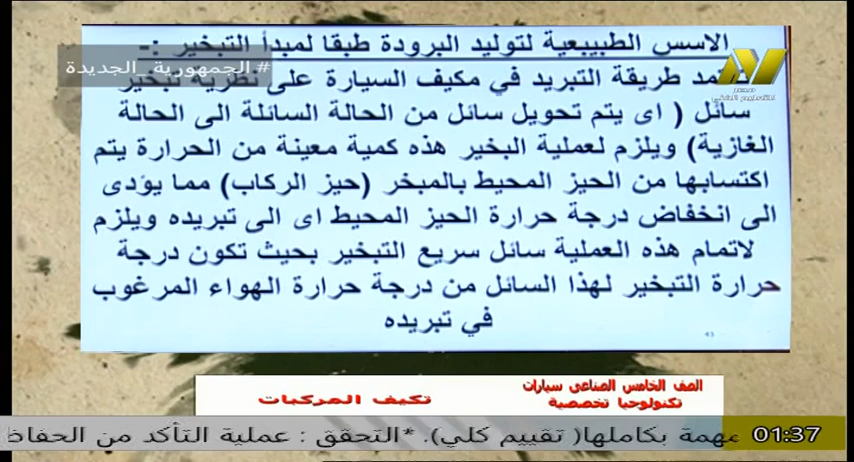 الاسس الطبيبعية لتوليد البرودة طبقا لمبدأ التبخير :-
#الجمهورية_الجديدة
طريقة التبريد في مكيف السيارة على نظرية تبخير
مصر
سائل ( اى يتم تحويل سائل من الحالة السائلة الى الحالة
الغازية) ويلزم لعملية البخير هذه كمية معينة من الحرارة يتم
اكتسابها من الحيز المحيط بالمبخر (حيز الركاب) مما يؤدى
الى انخفاض درجة حرارة الحيز المحيط اى الى تبريده ويلزم
لاتمام هذه العملية سائل سريع التبخير بحيث تكون درجة
حرارة التبخير لهذا السائل من درجة حرارة الهواء المرغوب
في تبريده
43
الصف الخامس الصناعى سيارات
تكنولوجيا تخصصية
تكيف المركبات
01:37 مهمة بكاملها( تقييم كلي). *التحقق : عملية التأكد من الحفاظ